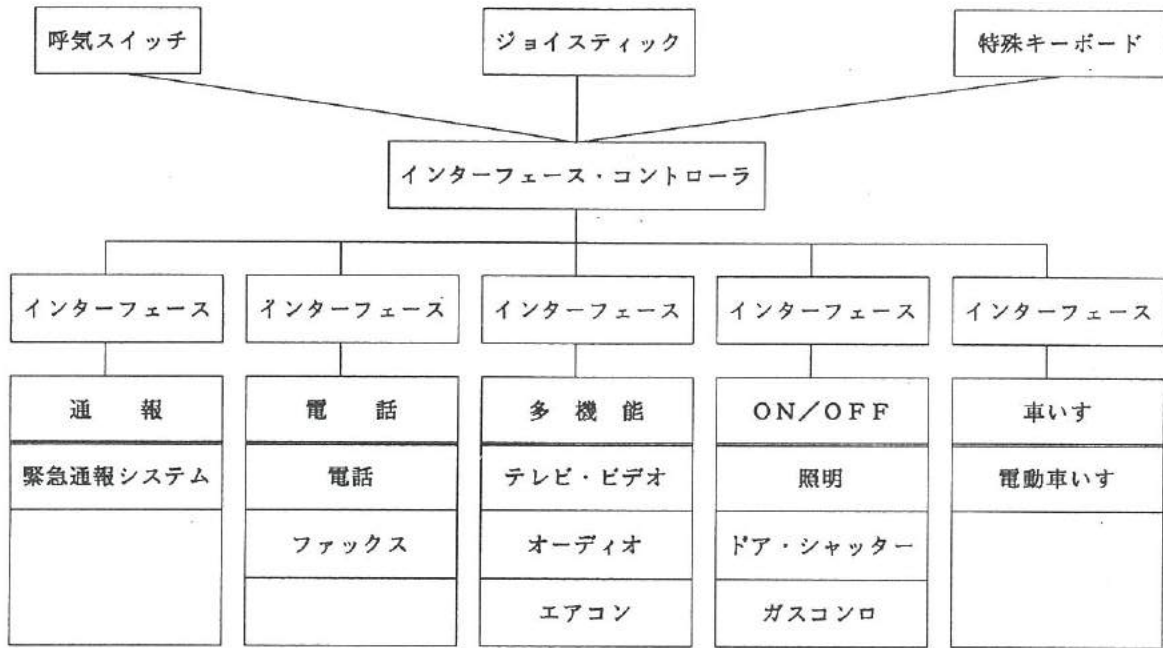 呼気スイッチ
ジョイスティック
特殊キーボード
インターフェース・コントローラ
インターフェース
インターフェース
インターフェース
インターフェース
インターフェース
通報
電話
多機能
ON/OFF
車いす
緊急通報システム
電話
テレビ・ビデオ
照明
電動車いす
ファックス
オーディオ
ドア・シャッター
エアコン
ガスコンロ